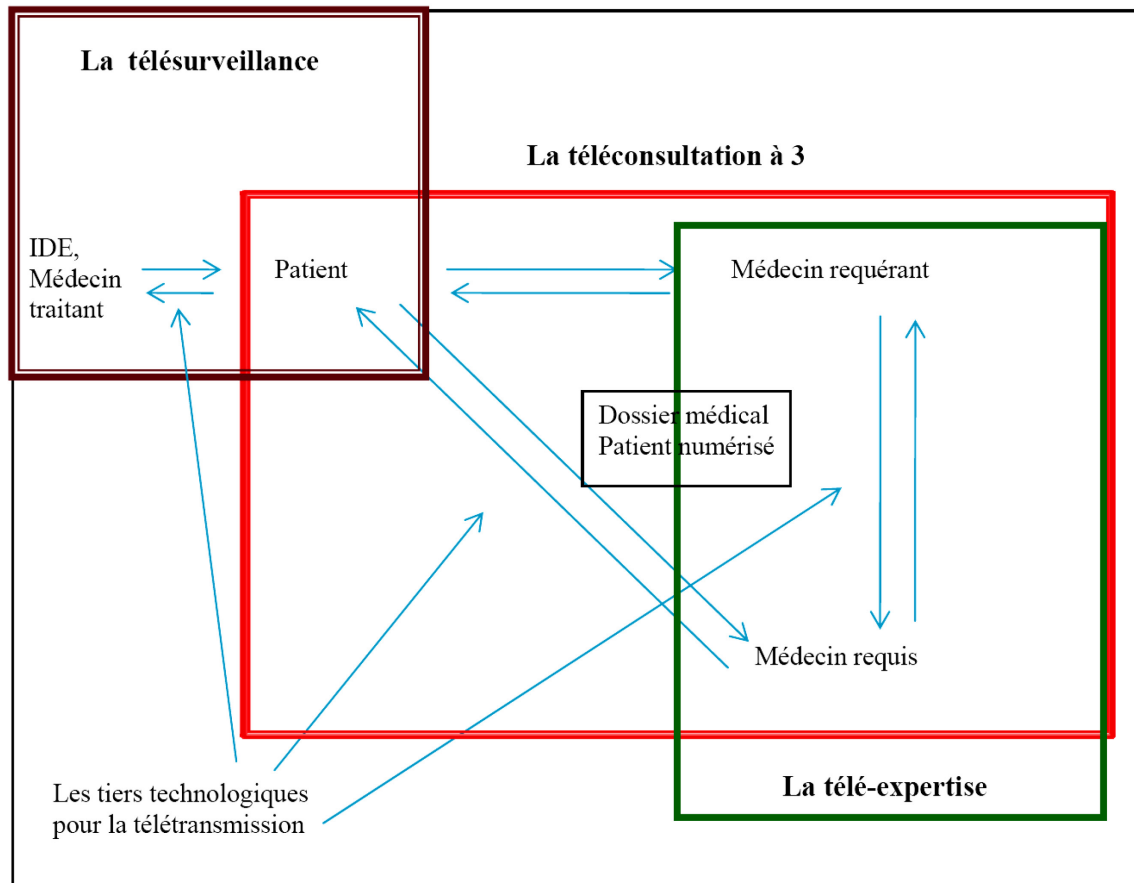 La télésurveillance
La téléconsultation à 3
IDE,
Médecin
traitant
Patient
Médecin requérant
Dossier médical
Patient numérisé
Médecin requis
Les tiers technologiques
pour la télétransmission
La télé-expertise